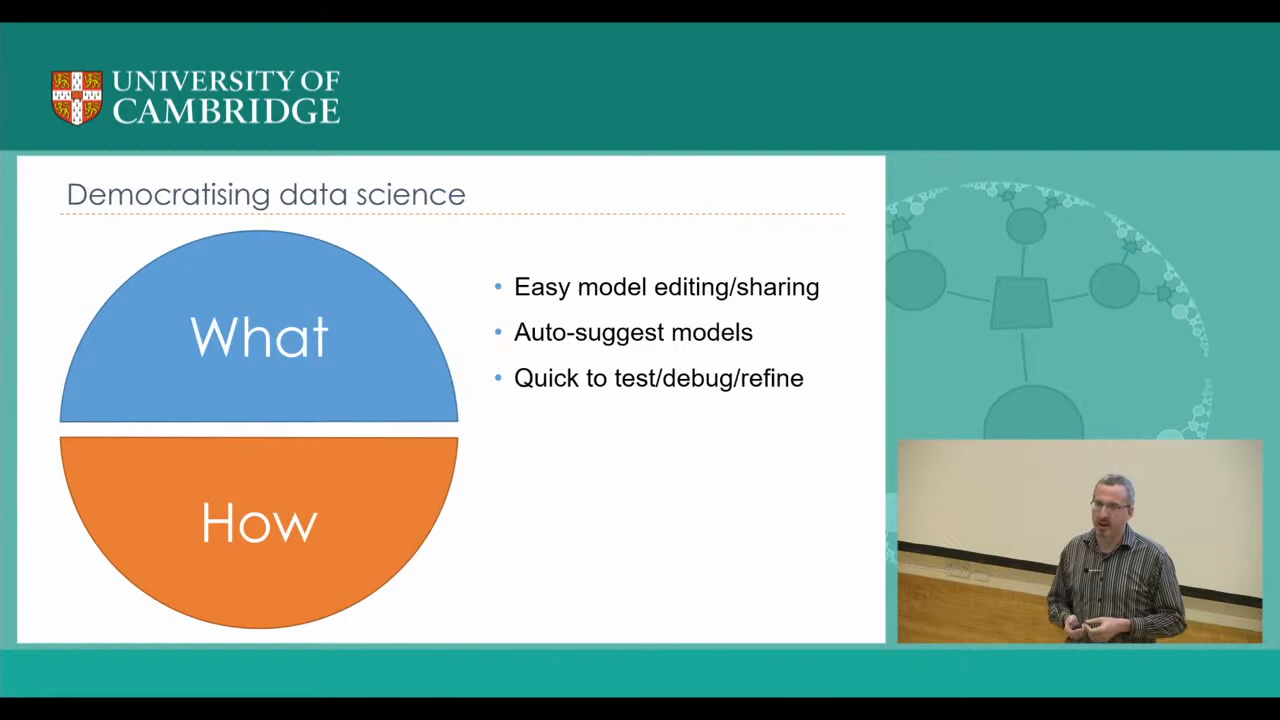 UNIVERSITY OF
CAMBRIDGE
Democratising data science
What
How
Easy model editing/sharing
Auto-suggest models
Quick to test/debug/refine